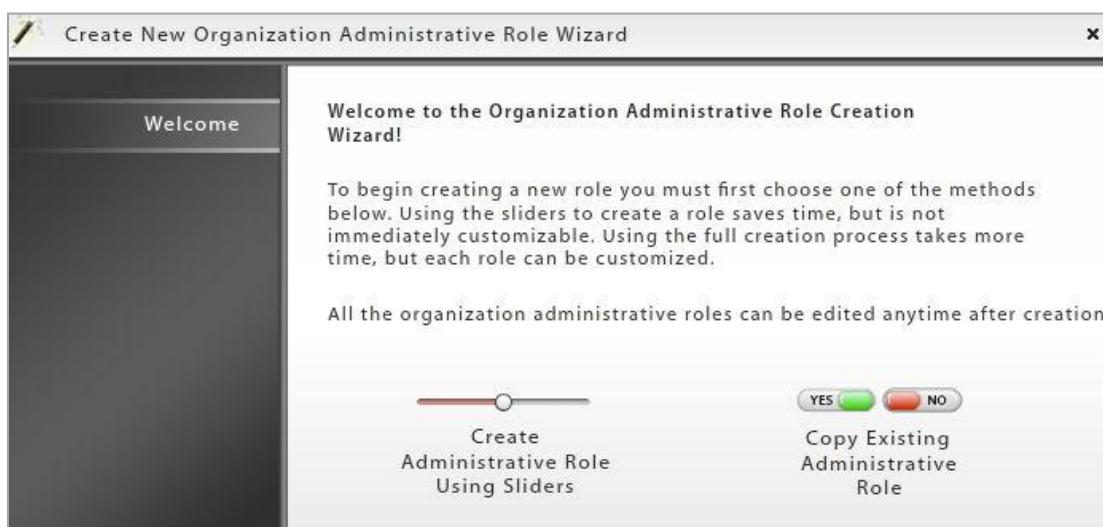 Create New Organization Administrative Role Wizard
Welcome
Welcome to the Organization Administrative Role Creation
Wizard!
To begin creating a new role you must first choose one of the methods
below. Using the sliders to create a role saves time, but is not
immediately customizable. Using the full creation process takes more
time, but each role can be customized.
All the organization administrative roles can be edited anytime after creation
YES NO
Create
Administrative Role
Using Sliders
Copy Existing
Administrative
Role